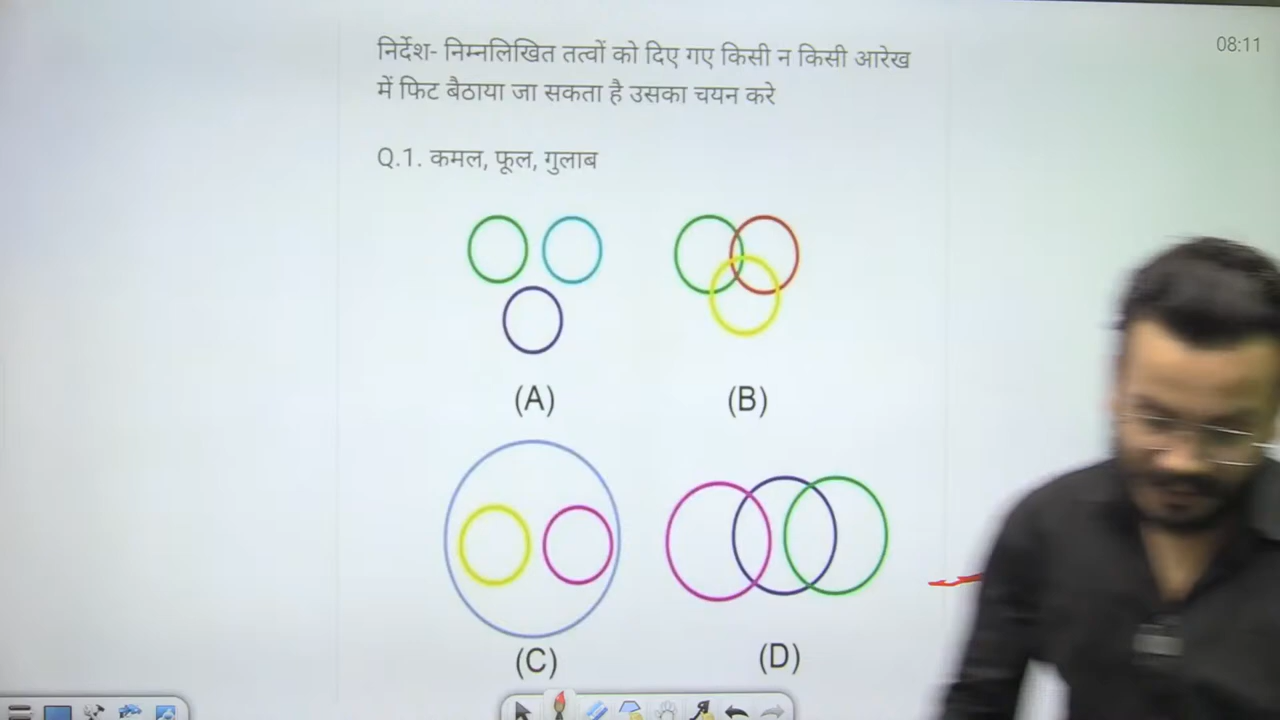 08:11
निर्देश- निम्नलिखित तत्वों को दिए गए किसी न किसी आरेख
में फिट बैठाया जा सकता है उसका चयन करे
Q.1. कमल, फूल, गुलाब
(A)
(B)
(C)
(D)